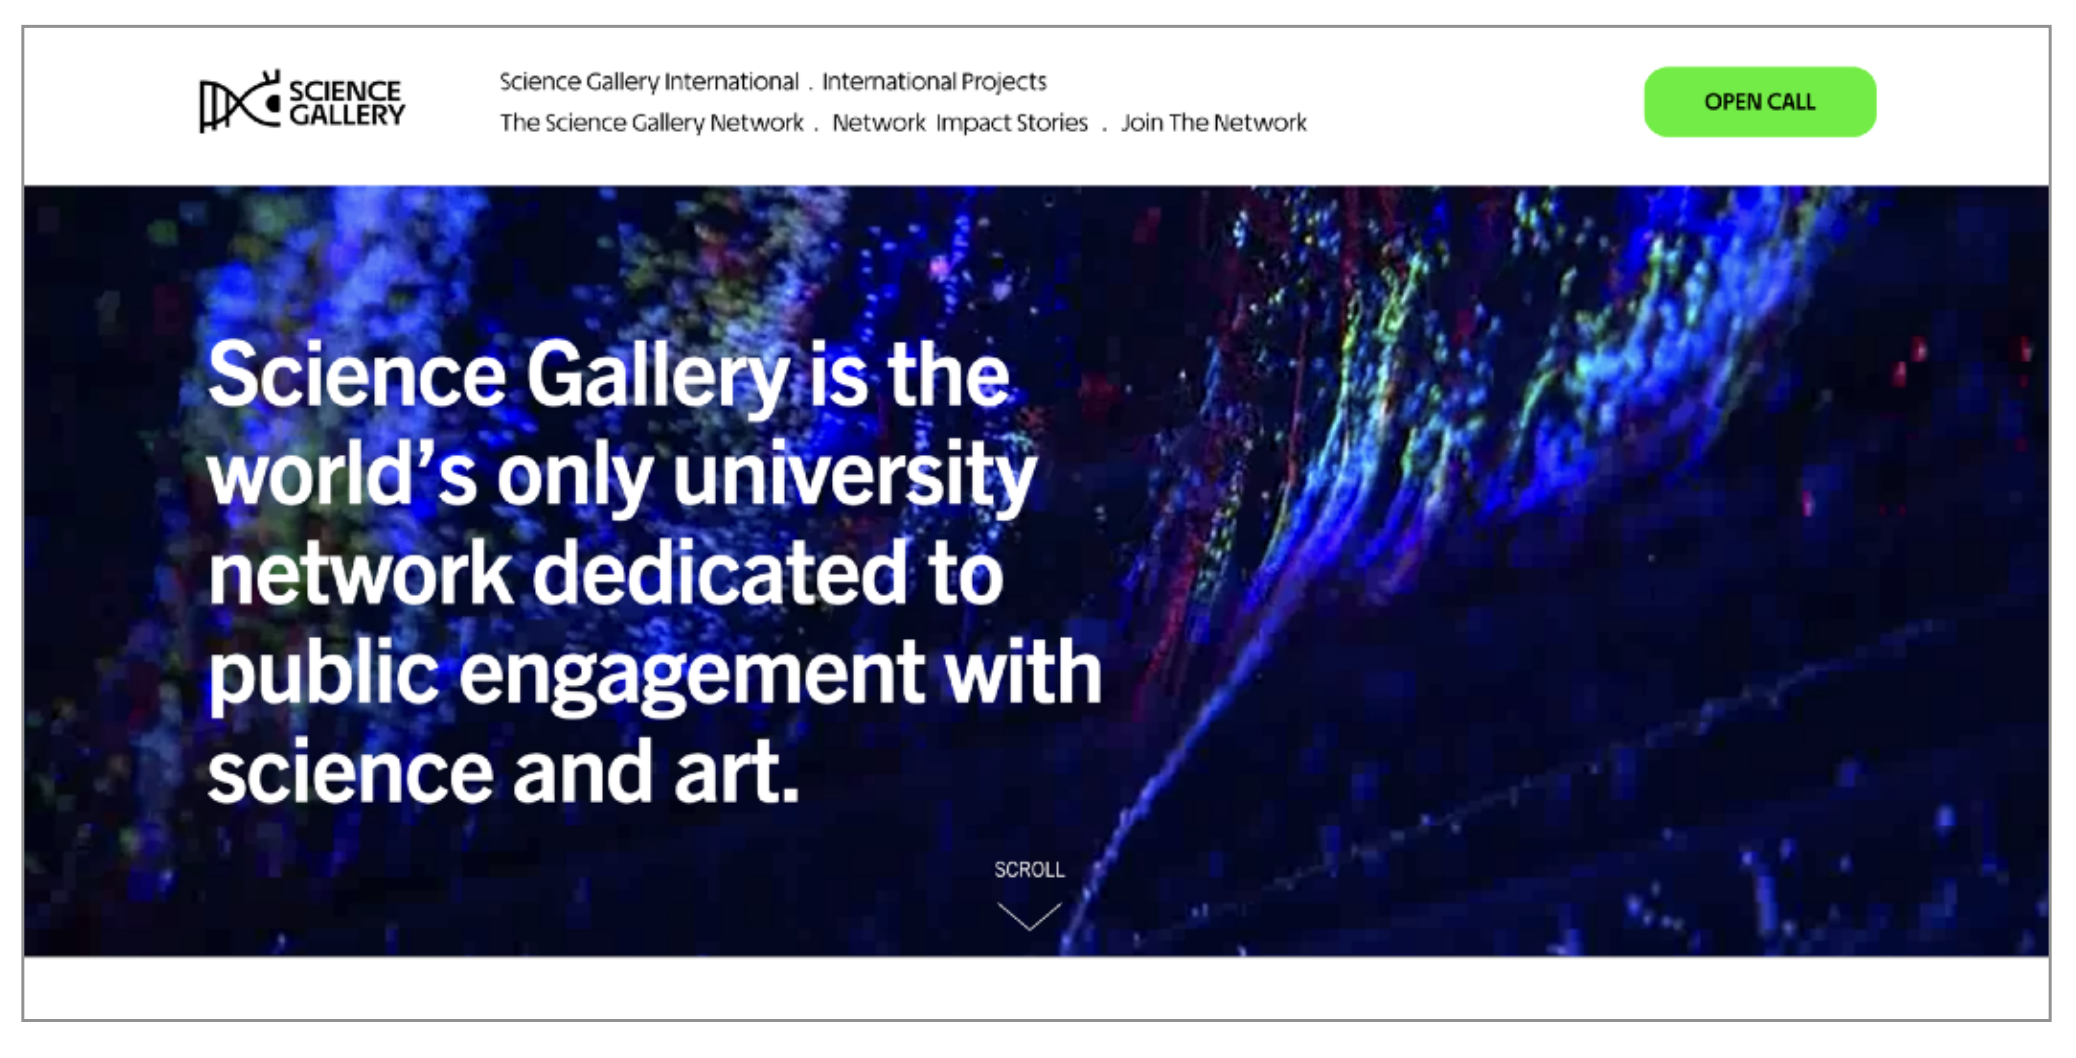 SCIENCE
GALLERY
Science Gallery International . International Projects
The Science Gallery Network . Network Impact Stories . Join The Network
OPEN CALL
Science Gallery is the
world’s only university
network dedicated to
public engagement with
science and art.
SCROLL